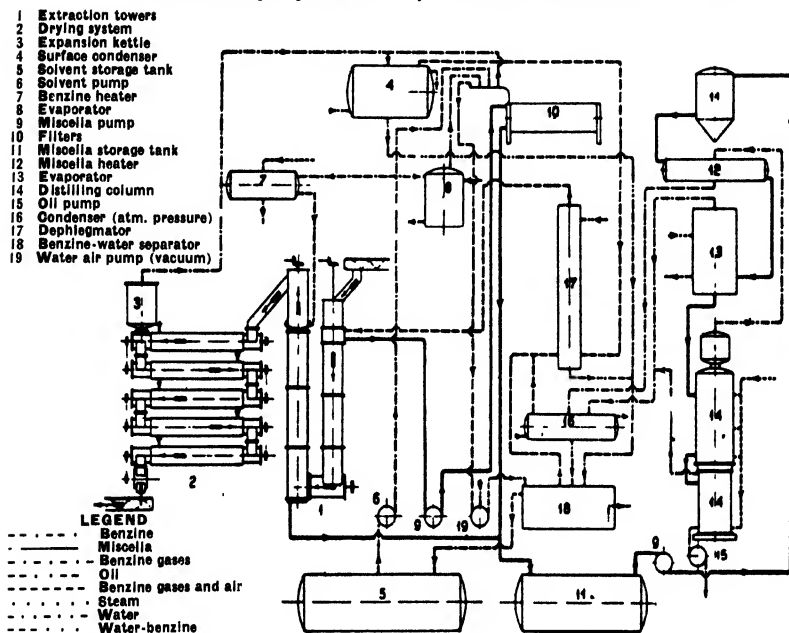 1 Extraction towers
2 Drying system
3 Expansion kettle
4 Surface condenser
5 Solvent storage tank
6 Solvent pump
7 Benzine heater
8 Evaporator
9 Miscella pump
10 Filters
11 Miscella storage tank
12 Miscella heater
13 Evaporator
14 Distilling column
15 Oil pump
16 Condenser (atm. pressure)
17 Dephlegmator
18 Benzine-water separator
19 Water air pump (vacuum)
4
10
11
12
7
8
13
3
17
14
16
14
2
1
6
9
19
18
9
15
5
11
LEGEND
Benzine
Miscella
Benzine gases
Oil
Benzine gases and air
Steam
Water
Water-benzine